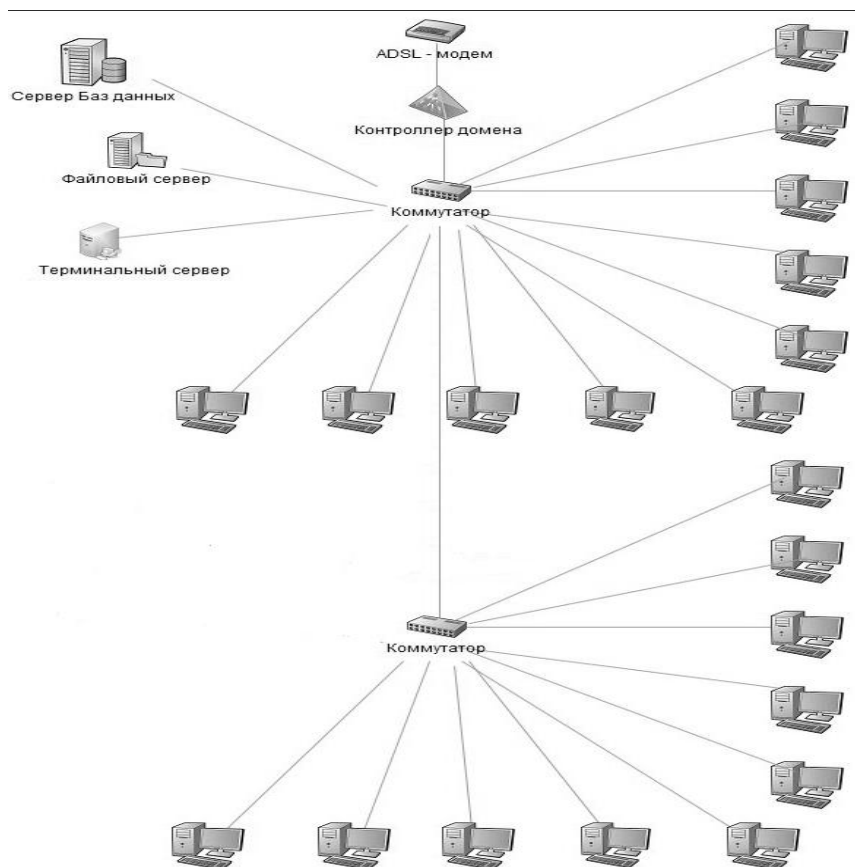 ADSL - модем
Сервер Баз данных
Контроллер домена
Файловый сервер
Коммутатор
Терминальный сервер
Коммутатор